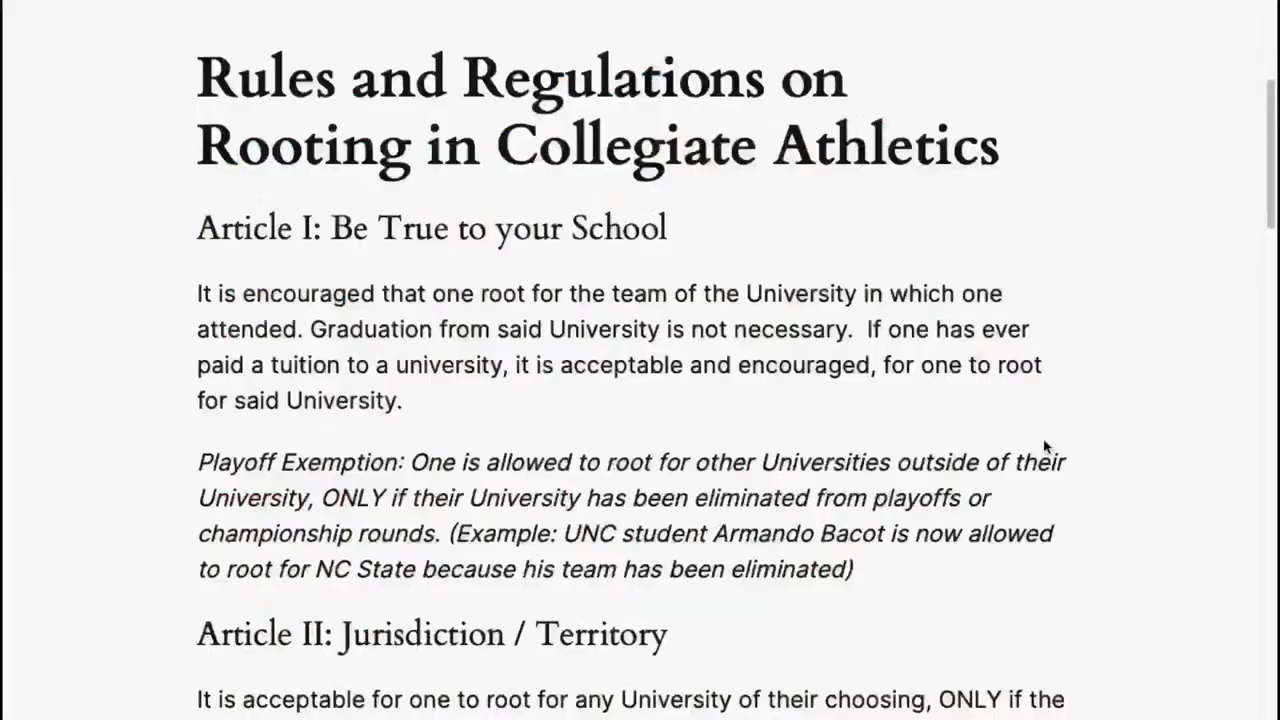 Rules and Regulations on
Rooting in Collegiate Athletics
Article I: Be True to your School
It is encouraged that one root for the team of the University in which one
attended. Graduation from said University is not necessary.  If one has ever
paid a tuition to a university, it is acceptable and encouraged, for one to root
for said University.
Playoff Exemption: One is allowed to root for other Universities outside of their
University, ONLY if their University has been eliminated from playoffs or
championship rounds. (Example: UNC student Armando Bacot is now allowed
to root for NC State because his team has been eliminated)
Article II: Jurisdiction / Territory
It is acceptable for one to root for any University of their choosing, ONLY if the